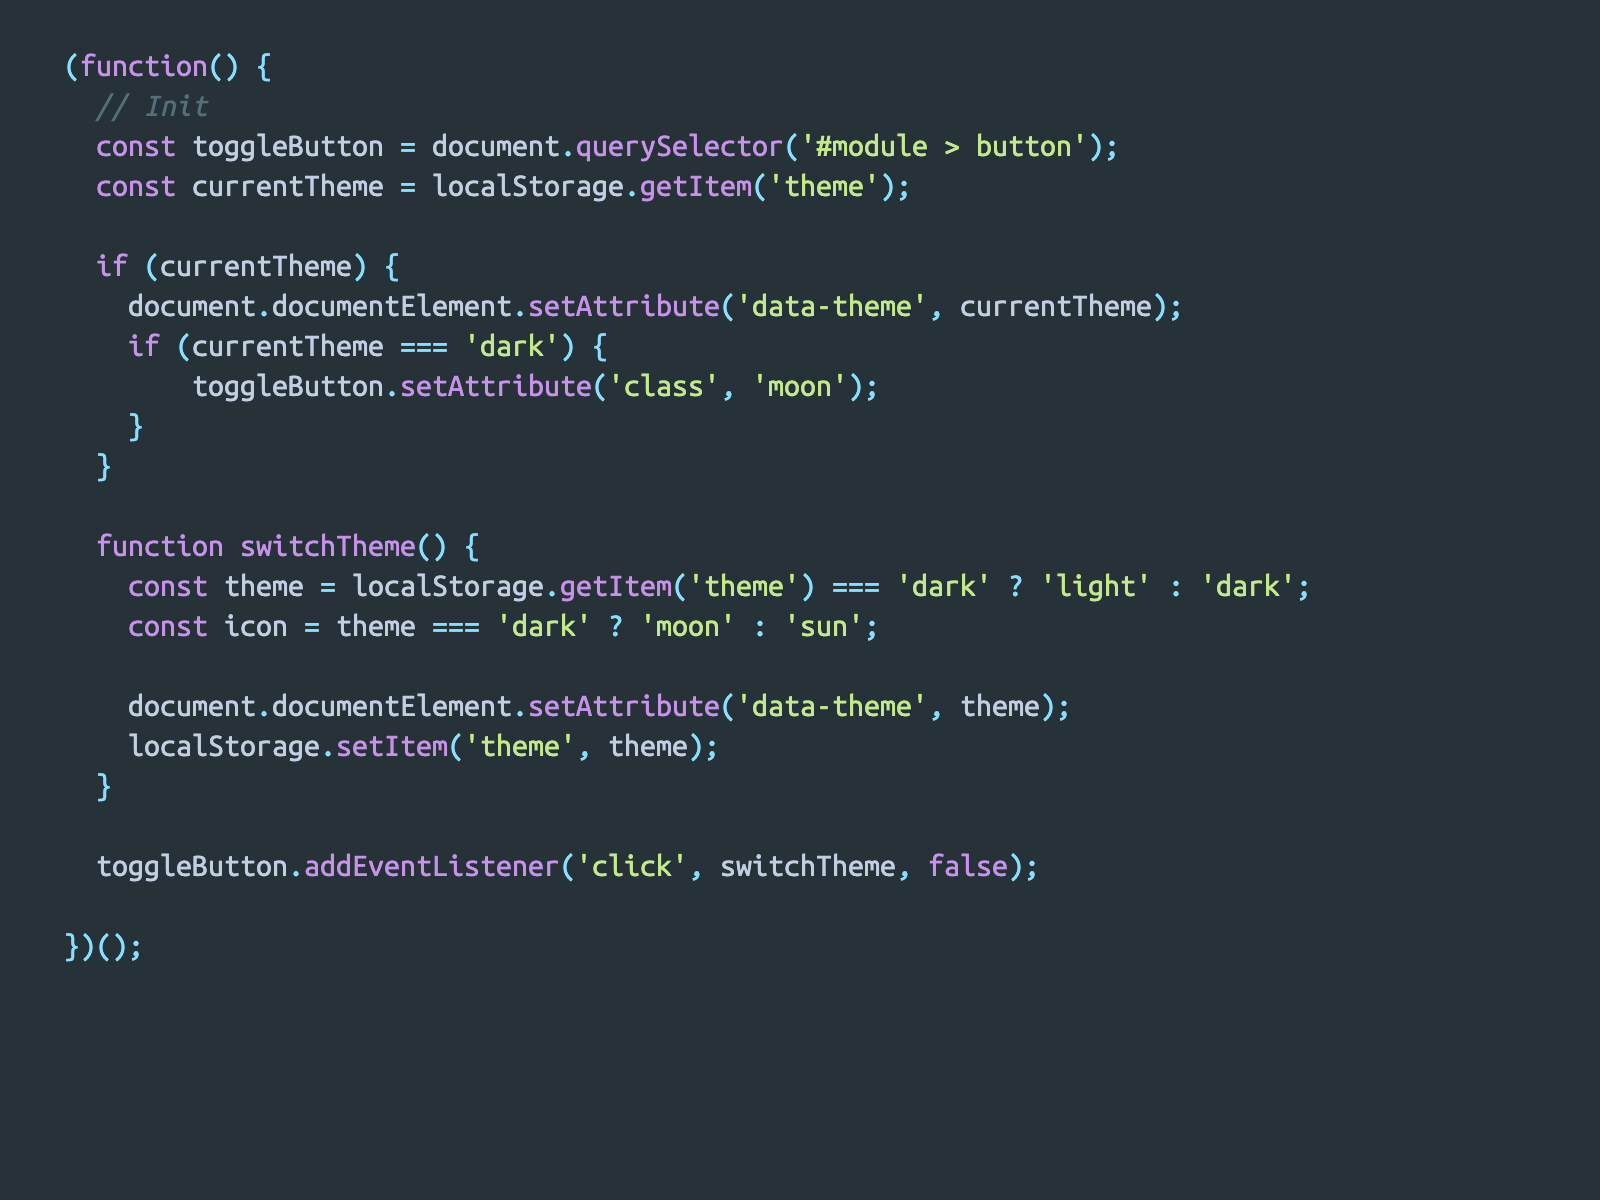 (function() {
  // Init
  const toggleButton = document.querySelector('#module > button');
  const currentTheme = localStorage.getItem('theme');

  if (currentTheme) {
    document.documentElement.setAttribute('data-theme', currentTheme);
    if (currentTheme === 'dark') {
        toggleButton.setAttribute('class', 'moon');
    }
  }

  function switchTheme() {
    const theme = localStorage.getItem('theme') === 'dark' ? 'light' : 'dark';
    const icon = theme === 'dark' ? 'moon' : 'sun';

    document.documentElement.setAttribute('data-theme', theme);
    localStorage.setItem('theme', theme);
  }

  toggleButton.addEventListener('click', switchTheme, false);

})();